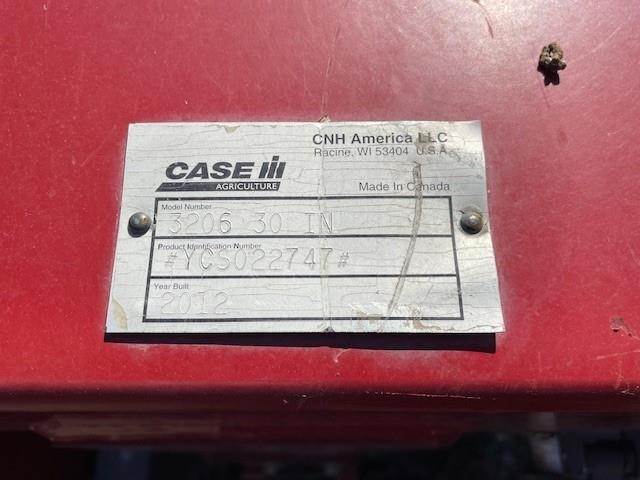 CNH America LLC
Racine, WI 53404 U.S.A.
CASE IH
AGRICULTURE
Made In Canada
Model Number
3206 30 IN
Product Identification Number
#YCS022747#
Year Built
2012